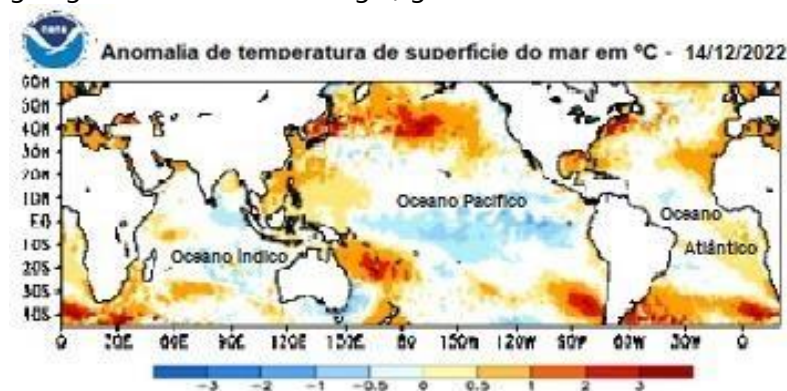 Anomalia de temperatura de superfície do mar em ºC - 14/12/2022
60N
50N
40N
30N
20N
10N
EQ
10S
20S
30S
40S
Oceano Pacífico
Oceano
Atlântico
Oceano Índico
0 30E 60E 90E 120E 150E 180 150W 120W 90W 60W 30W 0
-3 -2 -1 -0.5 0 0.5 1 2 3